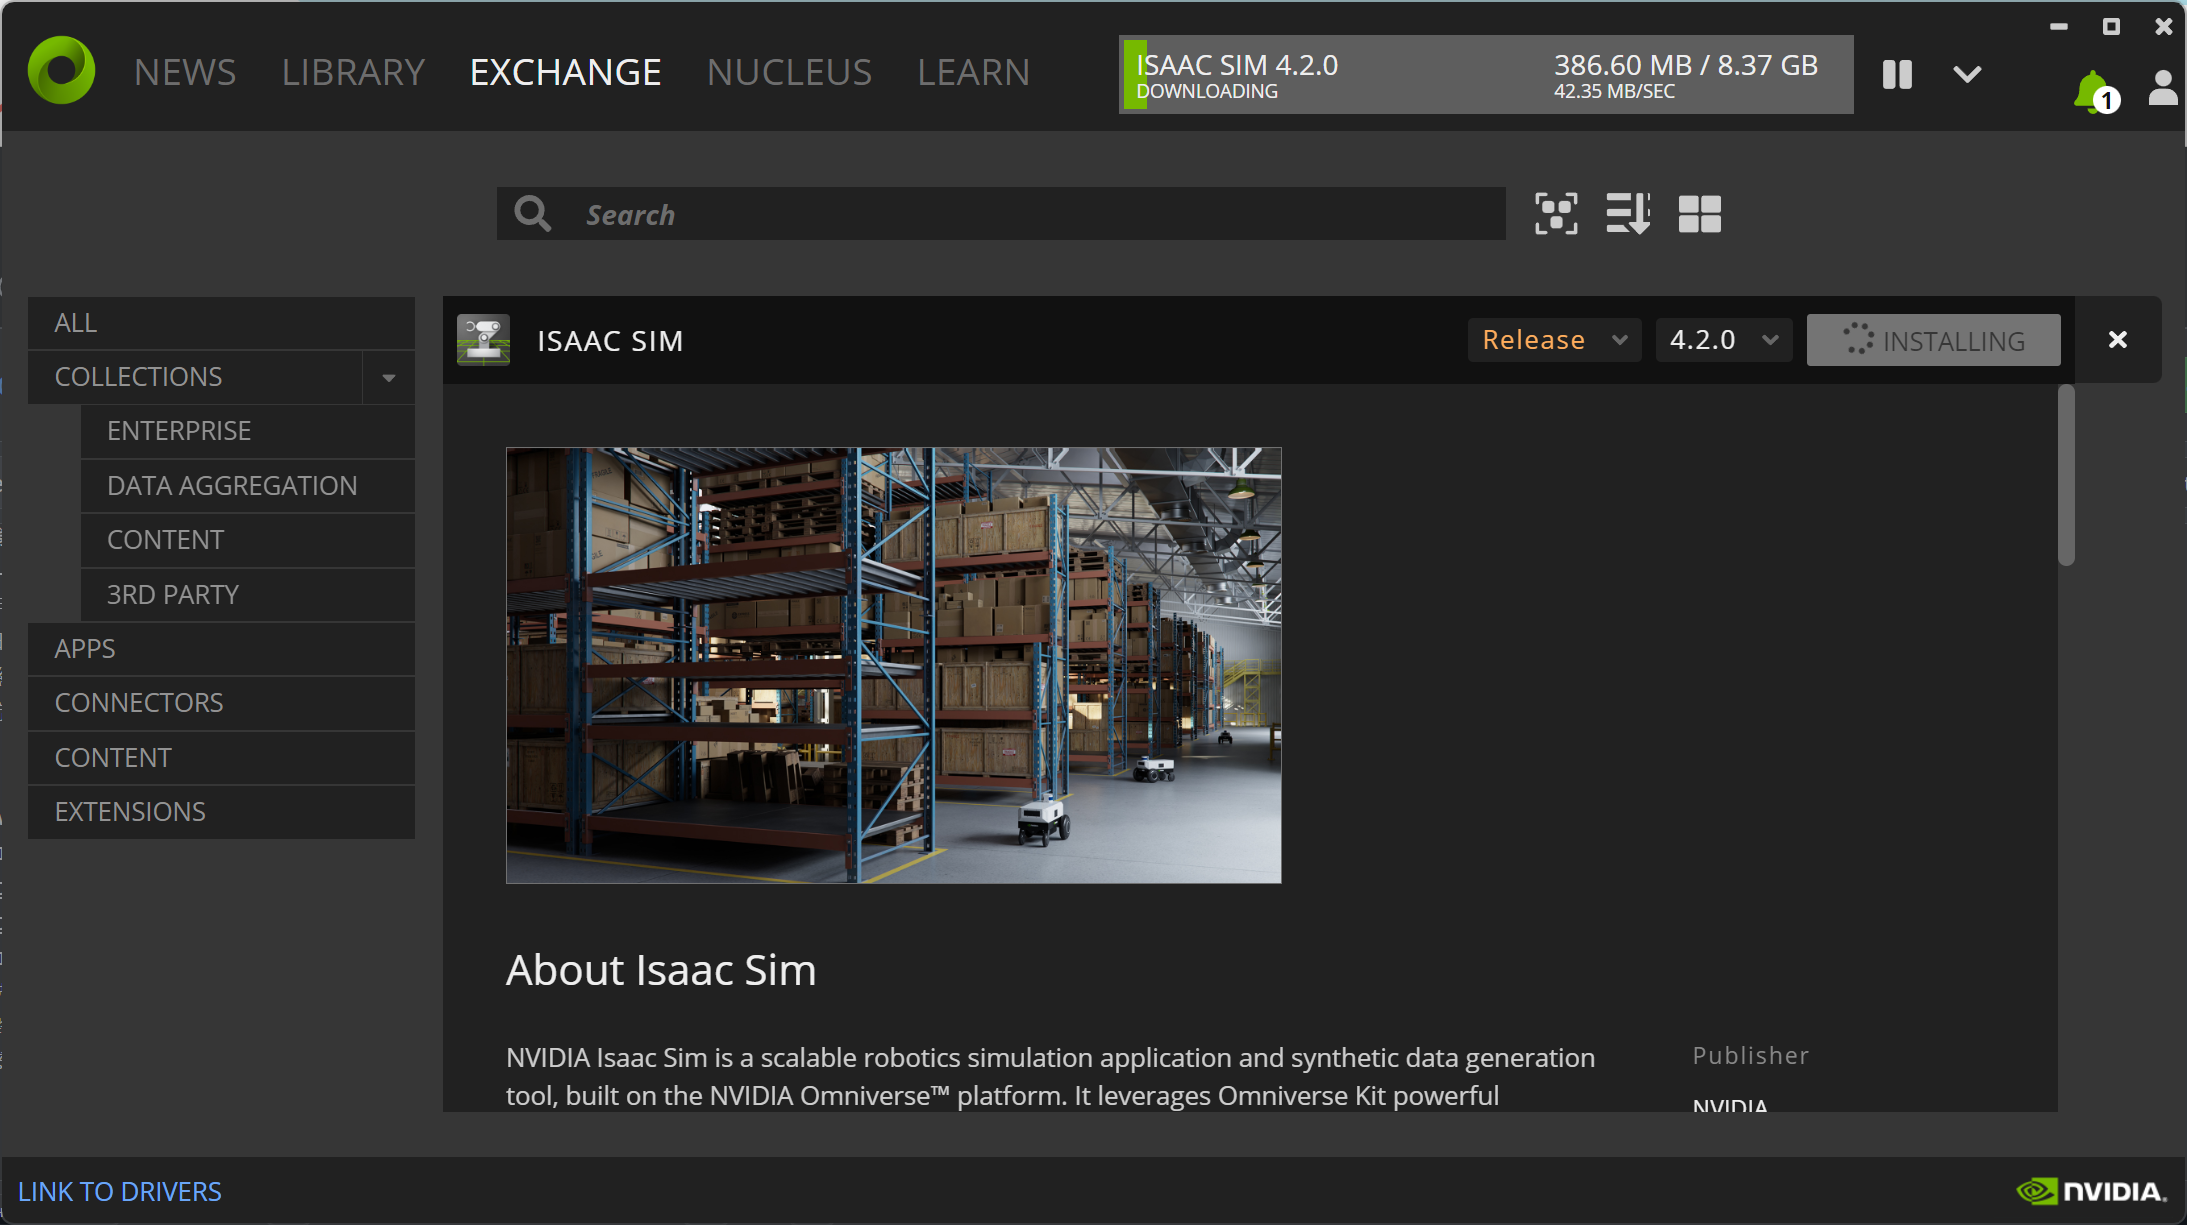 NEWS LIBRARY EXCHANGE NUCLEUS LEARN
ISAAC SIM 4.2.0 386.60 MB / 8.37 GB
DOWNLOADING 42.35 MB/SEC
1
Search
ALL
COLLECTIONS
ENTERPRISE
DATA AGGREGATION
CONTENT
3RD PARTY
APPS
CONNECTORS
CONTENT
EXTENSIONS
ISAAC SIM Release 4.2.0 INSTALLING
About Isaac Sim
NVIDIA Isaac Sim is a scalable robotics simulation application and synthetic data generation
tool, built on the NVIDIA Omniverse™ platform. It leverages Omniverse Kit powerful
Publisher
NVIDIA
LINK TO DRIVERS
NVIDIA.